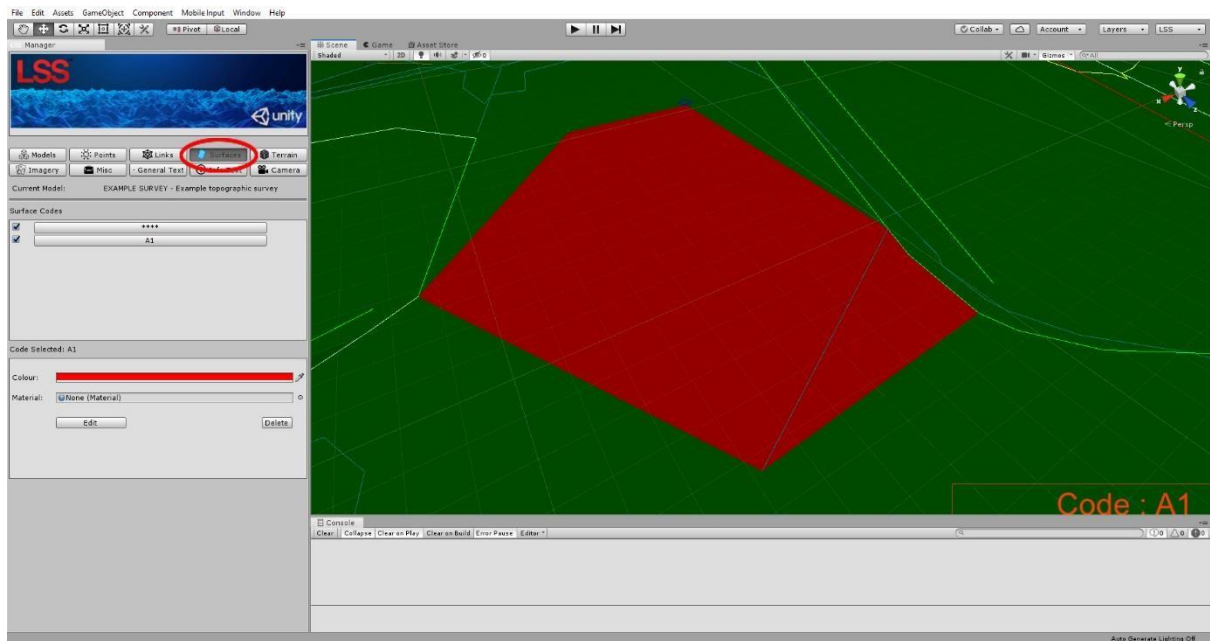 File Edit Assets GameObject Component Mobile Input Window Help
Pivot Local Collab Account Layers LSS
Manager
Scene Game Asset Store
Shaded 2D 0 Gizmos All
LSS
unity
y
x
z
Persp
Models Points Links Surfaces Terrain
Imagery Misc General Text Camera
Current Model: EXAMPLE SURVEY - Example topographic survey
Surface Codes
++++
A1
Code Selected: A1
Colour:
Material: None (Material)
Edit Delete
Code : A1
Console
Clear Collapse Clear on Play Clear on Build Error Pause Editor
0 0 0
Auto Generate Lighting Off